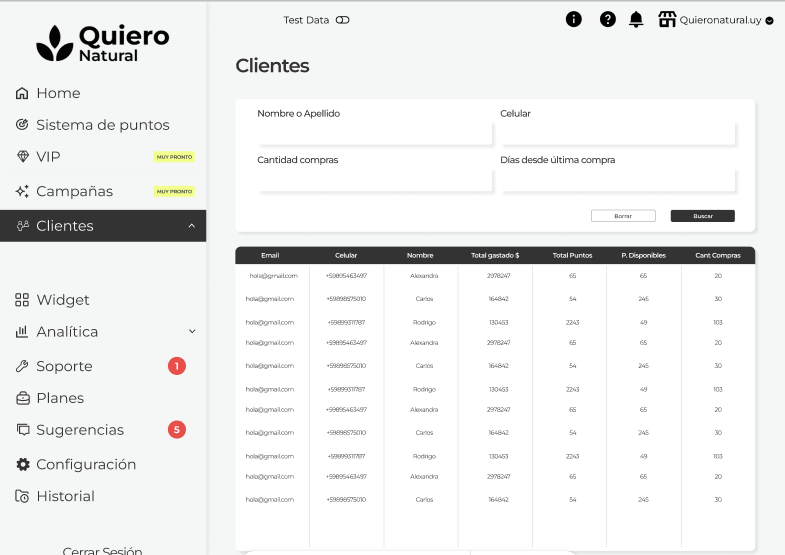 Quiero
Natural
Home
Sistema de puntos
VIP MUY PRONTO
Campañas MUY PRONTO
Clientes
Widget
Analítica
Soporte 1
Planes
Sugerencias 5
Configuración
Historial
Cerrar Sesión
Test Data
Quieronatural.uy
Clientes
Nombre o Apellido Celular
Cantidad compras Días desde última compra
Borrar Buscar
Email Celular Nombre Total gastado $ Total Puntos P. Disponibles Cant Compras
hola@gmail.com +59895463497 Alexandra 2978247 65 65 20
hola@gmail.com +59898575010 Carlos 164842 54 245 30
hola@gmail.com +59899311787 Rodrigo 130453 2243 49 103
hola@gmail.com +59895463497 Alexandra 2978247 65 65 20
hola@gmail.com +59898575010 Carlos 164842 54 245 30
hola@gmail.com +59899311787 Rodrigo 130453 2243 49 103
hola@gmail.com +59895463497 Alexandra 2978247 65 65 20
hola@gmail.com +59898575010 Carlos 164842 54 245 30
hola@gmail.com +59899311787 Rodrigo 130453 2243 49 103
hola@gmail.com +59895463497 Alexandra 2978247 65 65 20
hola@gmail.com +59898575010 Carlos 164842 54 245 30